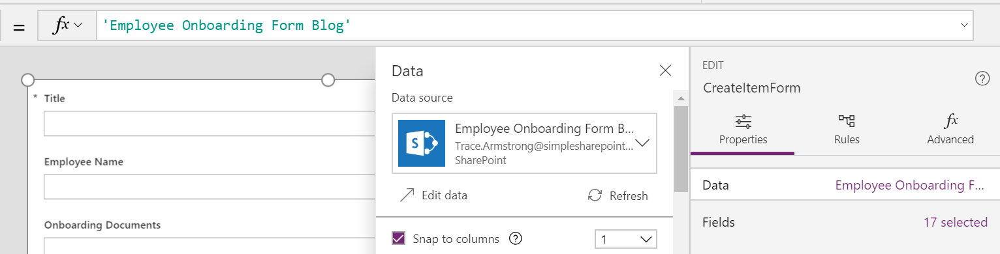 = fx 'Employee Onboarding Form Blog'
* Title
Employee Name
Onboarding Documents
Data
Data source
S
Employee Onboarding Form B...
Trace.Armstrong@simplesharepoint...
SharePoint
Edit data
Refresh
Snap to columns ? 1
EDIT
CreateItemForm
?
Properties
Rules
fx
Advanced
Data Employee Onboarding F...
Fields 17 selected